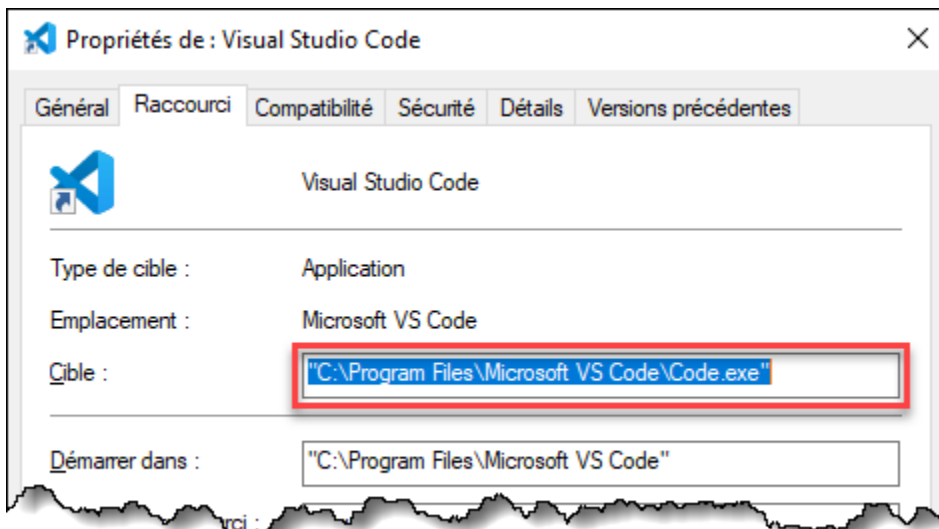 Propriétés de : Visual Studio Code
Général Raccourci Compatibilité Sécurité Détails Versions précédentes
Visual Studio Code
Type de cible : Application
Emplacement : Microsoft VS Code
Cible : "C:\Program Files\Microsoft VS Code\Code.exe"
Démarrer dans : "C:\Program Files\Microsoft VS Code"